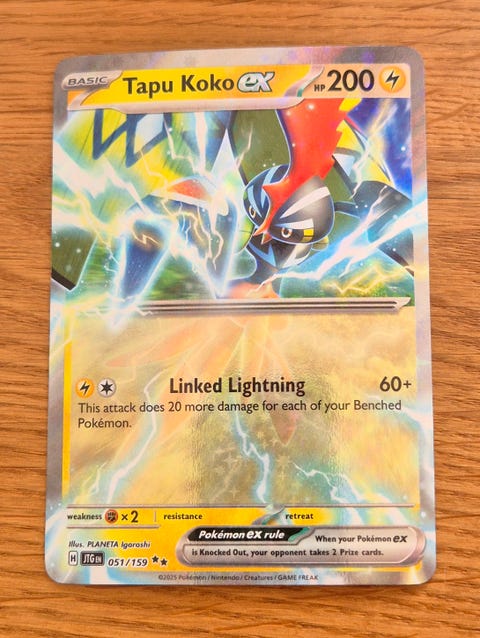 BASIC Tapu Koko ex HP 200
Linked Lightning 60+
This attack does 20 more damage for each of your Benched
Pokémon.
weakness ×2 resistance retreat
Illus. PLANETA Igarashi
Pokémon ex rule When your Pokémon ex
is Knocked Out, your opponent takes 2 Prize cards.
H JTG EN 051/159
©2025 Pokémon / Nintendo / Creatures / GAME FREAK